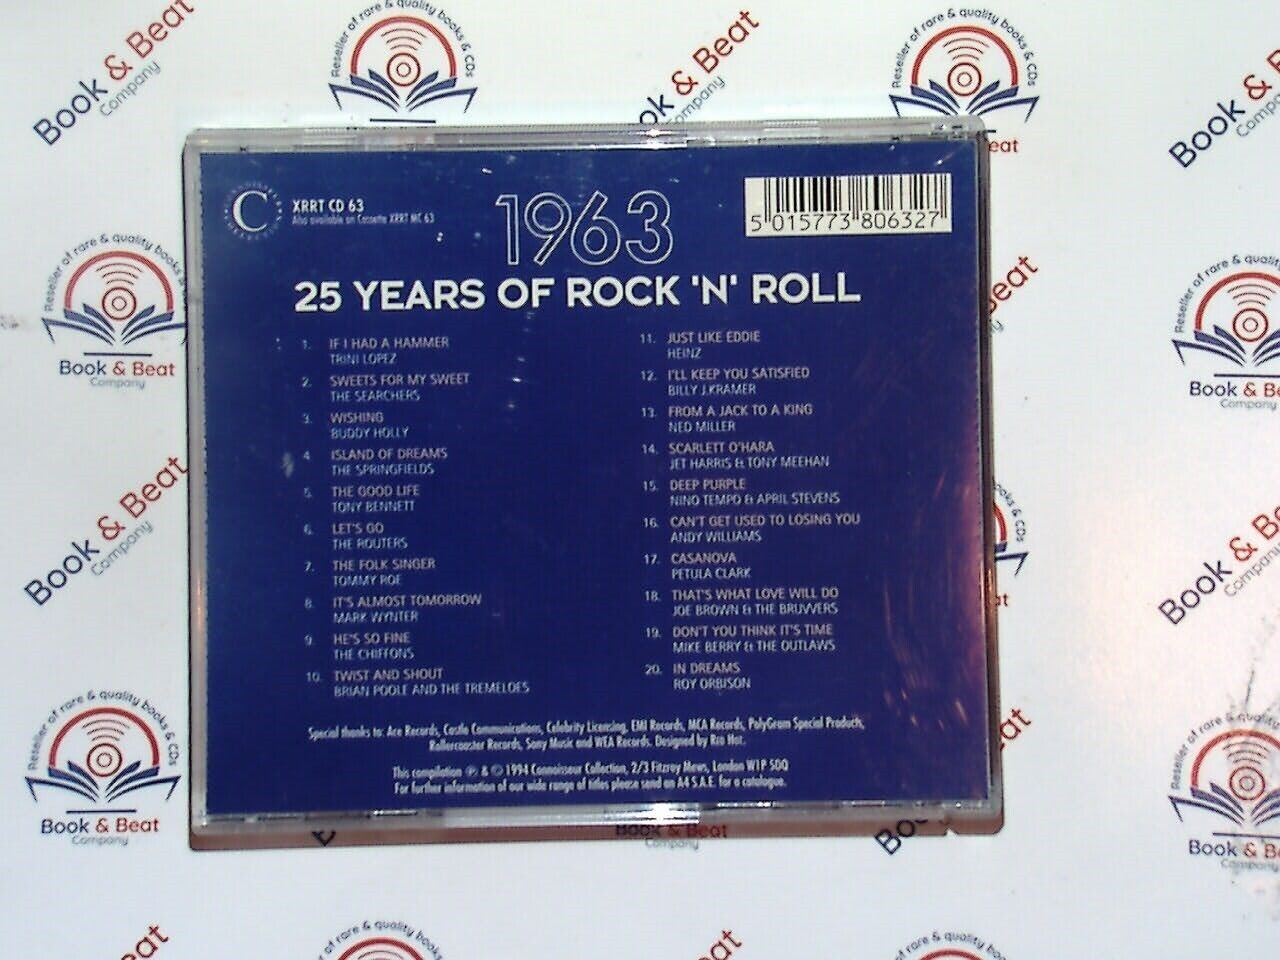 C
XRRT CD 63
Also available on Cassette XRRT MC 63
1963
5 015773 806327
25 YEARS OF ROCK 'N' ROLL
1. IF I HAD A HAMMER
TRINI LOPEZ
2. SWEETS FOR MY SWEET
THE SEARCHERS
3. WISHING
BUDDY HOLLY
4. ISLAND OF DREAMS
THE SPRINGFIELDS
5. THE GOOD LIFE
TONY BENNETT
6. LET'S GO
THE ROUTERS
7. THE FOLK SINGER
TOMMY ROE
8. IT'S ALMOST TOMORROW
MARK WYNTER
9. HE'S SO FINE
THE CHIFFONS
10. TWIST AND SHOUT
BRIAN POOLE AND THE TREMELOES
11. JUST LIKE EDDIE
HEINZ
12. I'LL KEEP YOU SATISFIED
BILLY J.KRAMER
13. FROM A JACK TO A KING
NED MILLER
14. SCARLETT O'HARA
JET HARRIS & TONY MEEHAN
15. DEEP PURPLE
NINO TEMPO & APRIL STEVENS
16. CAN'T GET USED TO LOSING YOU
ANDY WILLIAMS
17. CASANOVA
PETULA CLARK
18. THAT'S WHAT LOVE WILL DO
JOE BROWN & THE BRUVVERS
19. DON'T YOU THINK IT'S TIME
MIKE BERRY & THE OUTLAWS
20. IN DREAMS
ROY ORBISON
Special thanks to: Ace Records, Castle Communications, Celebrity Licensing, EMI Records, MCA Records, PolyGram Special Products,
Rollercoaster Records, Sony Music and WEA Records. Designed by Red Hot.
This compilation ℗ & © 1994 Connoisseur Collection, 2/3 Fitzroy Mews, London W1P 5DQ
For further information of our wide range of titles please send an A4 S.A.E. for a catalogue.
Reseller of rare & quality books & CDs
Book & Beat
Company